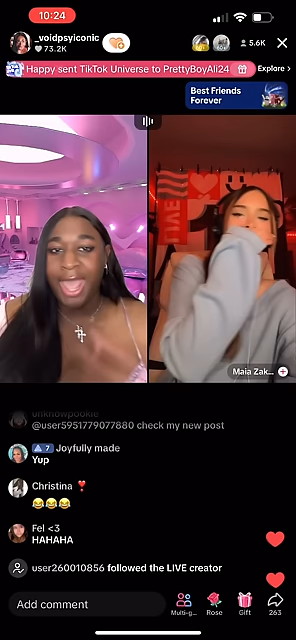 10:24
_voidpsyiconic
73.2K
5.6K
Happy sent TikTok Universe to PrettyBoyAli24
Explore >
Best Friends
Forever
LIVE
Maia Zak...
unknowpookie
@user5951779077880 check my new post
7 Joyfully made
Yup
Christina ❣️
😂😂😂
Fel <3
HAHAHA
user260010856 followed the LIVE creator
Add comment
Multi-g...
Rose
Gift
263